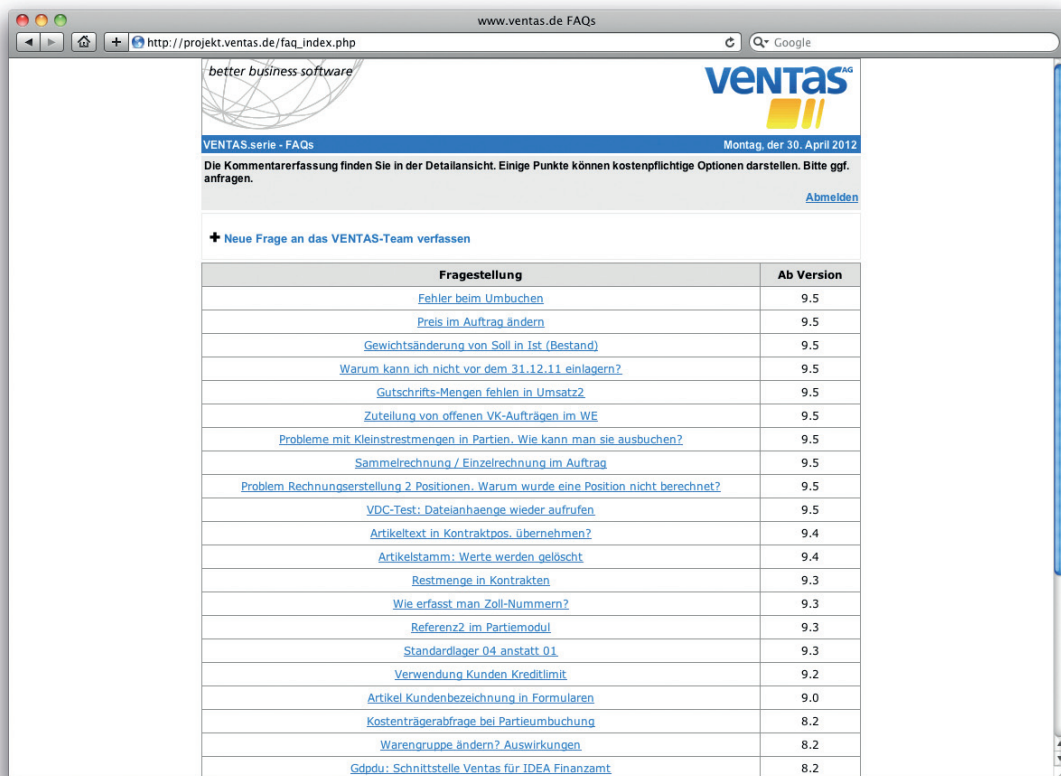 www.ventas.de FAQs
http://projekt.ventas.de/faq_index.php
Google
better business software
VENTAS AG
VENTAS.serie - FAQs Montag, der 30. April 2012
Die Kommentarerfassung finden Sie in der Detailansicht. Einige Punkte können kostenpflichtige Optionen darstellen. Bitte ggf.
anfragen.
Abmelden
Neue Frage an das VENTAS-Team verfassen
Fragestellung Ab Version
Fehler beim Umbuchen 9.5
Preis im Auftrag ändern 9.5
Gewichtsänderung von Soll in Ist (Bestand) 9.5
Warum kann ich nicht vor dem 31.12.11 einlagern? 9.5
Gutschrifts-Mengen fehlen in Umsatz2 9.5
Zuteilung von offenen VK-Aufträgen im WE 9.5
Probleme mit Kleinstrestmengen in Partien. Wie kann man sie ausbuchen? 9.5
Sammelrechnung / Einzelrechnung im Auftrag 9.5
Problem Rechnungserstellung 2 Positionen. Warum wurde eine Position nicht berechnet? 9.5
VDC-Test: Dateianhaenge wieder aufrufen 9.5
Artikeltext in Kontraktpos. übernehmen? 9.4
Artikelstamm: Werte werden gelöscht 9.4
Restmenge in Kontrakten 9.3
Wie erfasst man Zoll-Nummern? 9.3
Referenz2 im Partiemodul 9.3
Standardlager 04 anstatt 01 9.3
Verwendung Kunden Kreditlimit 9.2
Artikel Kundenbezeichnung in Formularen 9.0
Kostenträgerabfrage bei Partieumbuchung 8.2
Warengruppe ändern? Auswirkungen 8.2
Gdpdu: Schnittstelle Ventas für IDEA Finanzamt 8.2